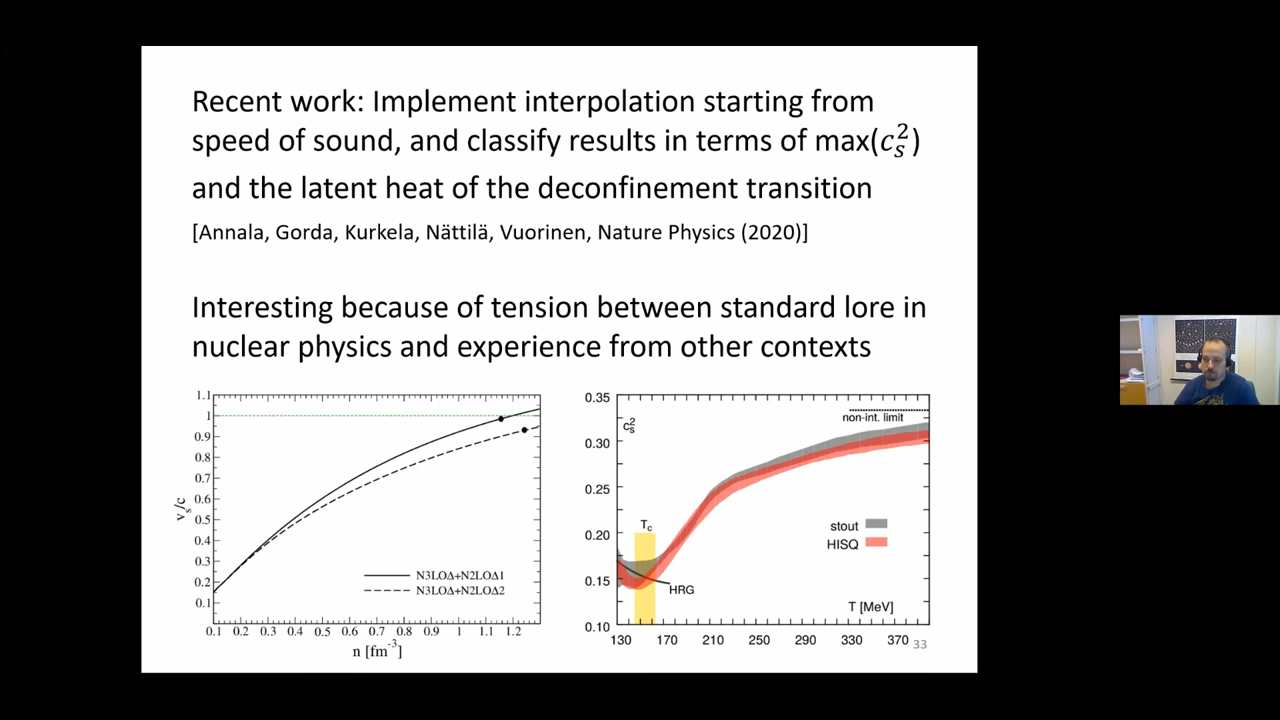 Recent work: Implement interpolation starting from
speed of sound, and classify results in terms of max(c_s^2)
and the latent heat of the deconfinement transition
[Annala, Gorda, Kurkela, Nättilä, Vuorinen, Nature Physics (2020)]
Interesting because of tension between standard lore in
nuclear physics and experience from other contexts
1.1
1
0.9
0.8
0.7
0.6
0.5
0.4
0.3
0.2
0.1
v_s/c
N3LOΔ+N2LOΔ1
N3LOΔ+N2LOΔ2
0.1 0.2 0.3 0.4 0.5 0.6 0.7 0.8 0.9 1 1.1 1.2
n [fm^-3]
0.35
0.30
0.25
0.20
0.15
0.10
c_s^2
non-int. limit
T_c
stout
HISQ
HRG
T [MeV]
130 170 210 250 290 330 370
33